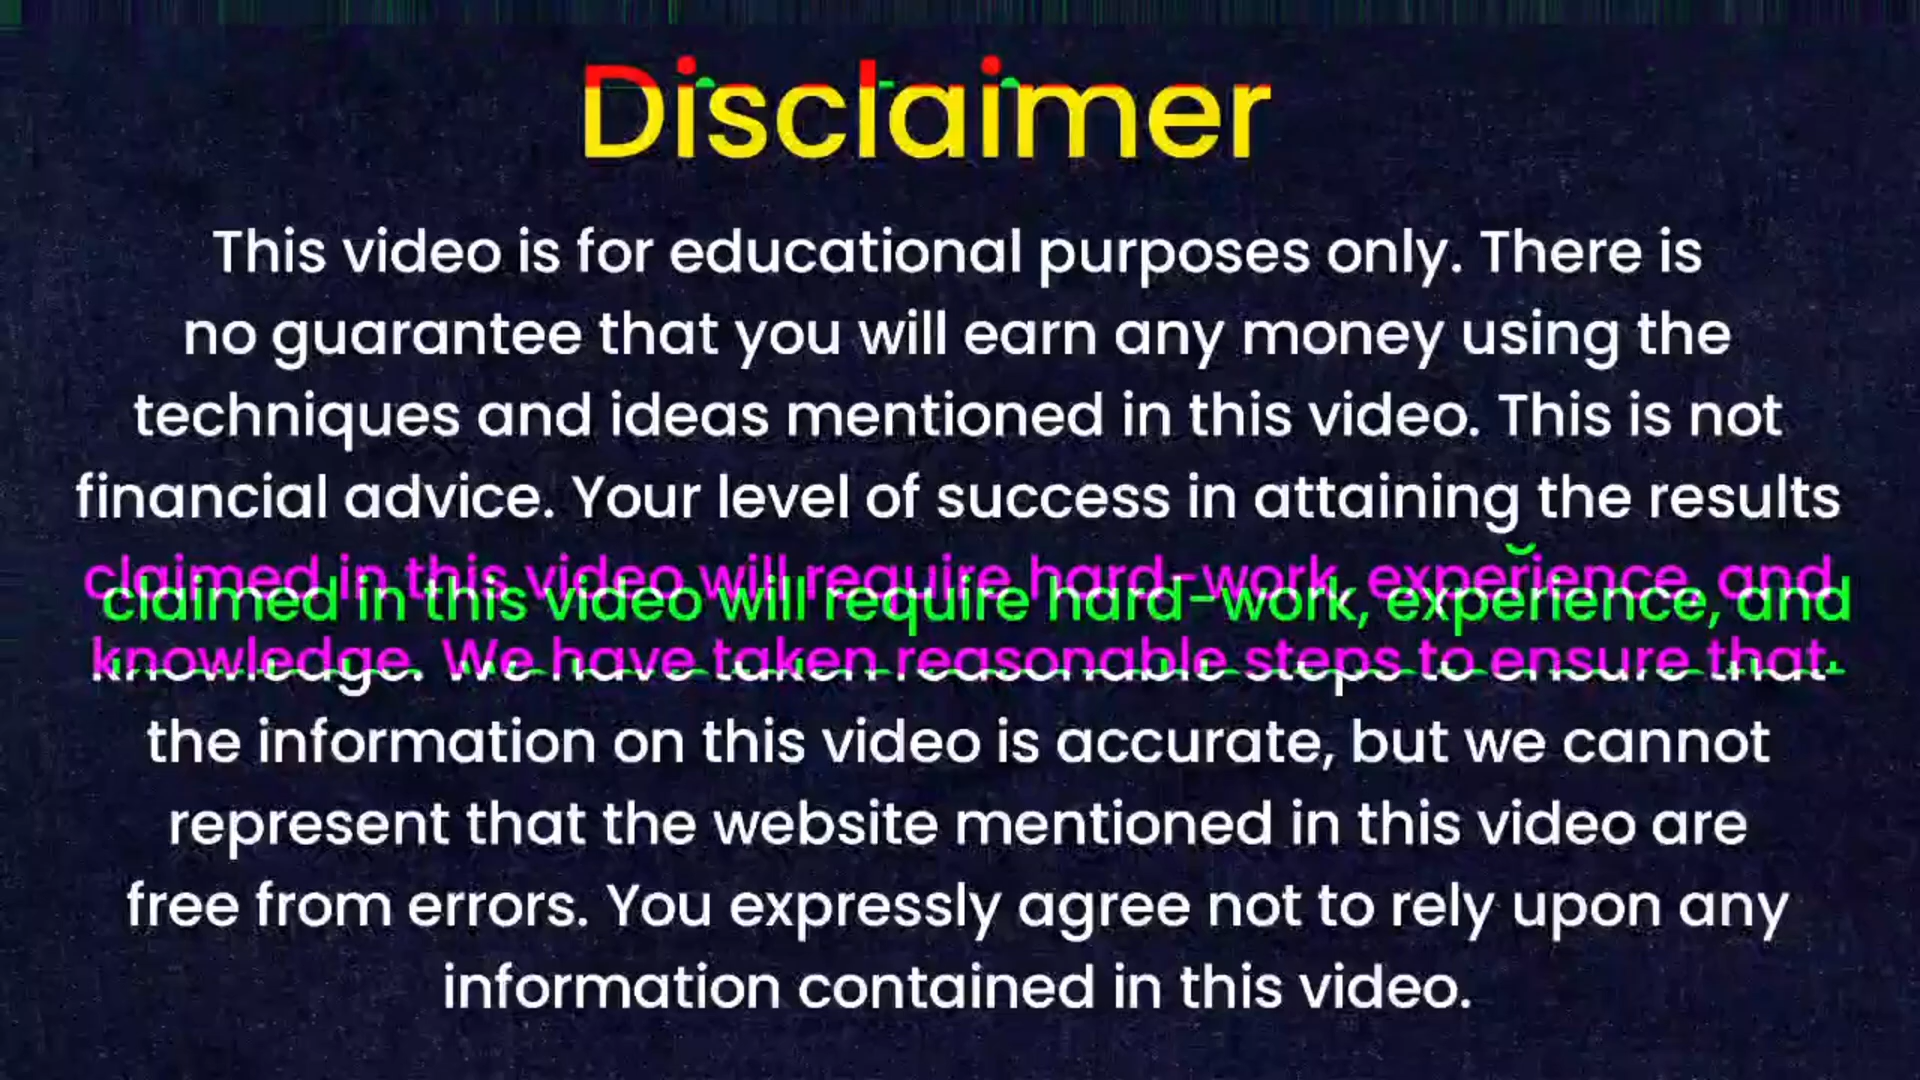 Disclaimer
This video is for educational purposes only. There is
no guarantee that you will earn any money using the
techniques and ideas mentioned in this video. This is not
financial advice. Your level of success in attaining the results
claimed in this video will require hard-work, experience, and
knowledge. We have taken reasonable steps to ensure that
the information on this video is accurate, but we cannot
represent that the website mentioned in this video are
free from errors. You expressly agree not to rely upon any
information contained in this video.